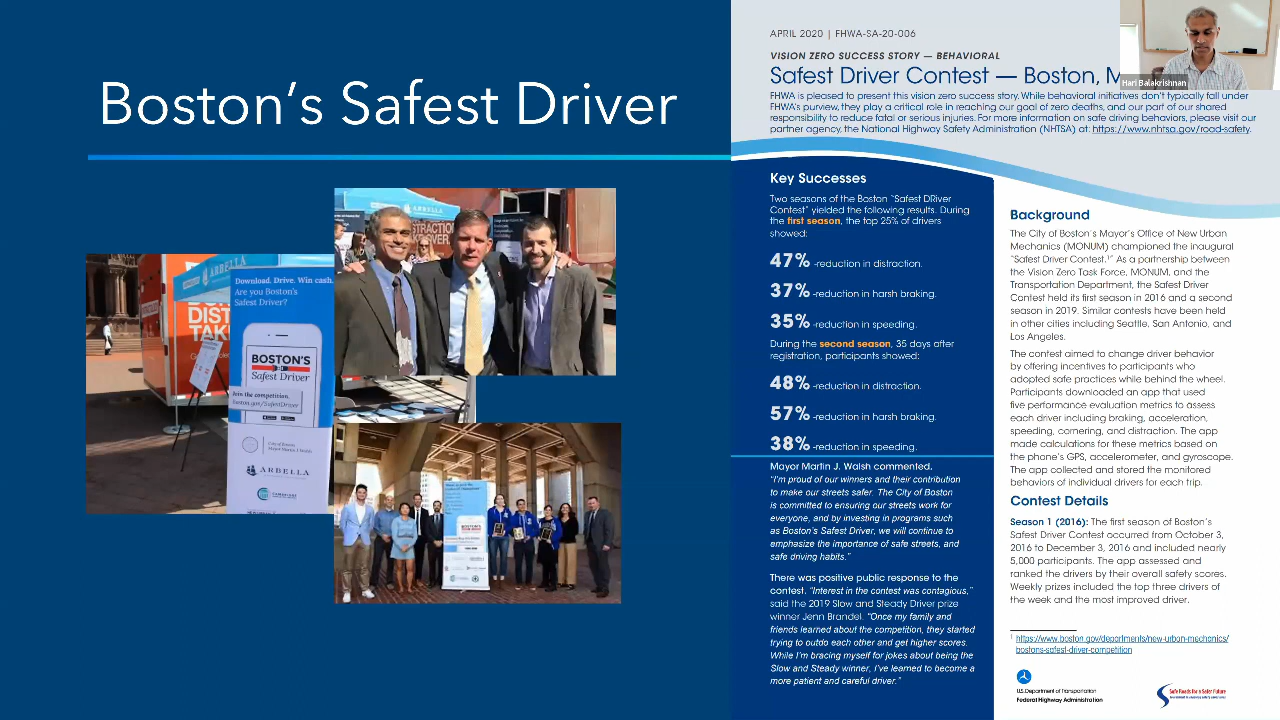 Boston's Safest Driver
ARBELLA
ARBELLA
Download. Drive. Win cash.
Are you Boston's
Safest Driver?
DIST
TAK
BOSTON'S
Safest Driver
Join the competition.
boston.gov/SafestDriver
ARBELLA
CAMBRIDGE
APRIL 2020 | FHWA-SA-20-006
VISION ZERO SUCCESS STORY — BEHAVIORAL
Safest Driver Contest — Boston, M
Hari Balakrishnan
FHWA is pleased to present this vision zero success story. While behavioral initiatives don't typically fall under
FHWA's purview, they play a critical role in reaching our goal of zero deaths, and our part of our shared
responsibility to reduce fatal or serious injuries. For more information on safe driving behaviors, please visit our
partner agency, the National Highway Safety Administration (NHTSA) at: https://www.nhtsa.gov/road-safety.
Key Successes
Two seasons of the Boston "Safest DRiver
Contest" yielded the following results. During
the first season, the top 25% of drivers
showed:
47% -reduction in distraction.
37% -reduction in harsh braking.
35% -reduction in speeding.
During the second season, 35 days after
registration, participants showed:
48% -reduction in distraction.
57% -reduction in harsh braking.
38% -reduction in speeding.
Mayor Martin J. Walsh commented,
"I'm proud of our winners and their contribution
to make our streets safer. The City of Boston
is committed to ensuring our streets work for
everyone, and by investing in programs such
as Boston's Safest Driver, we will continue to
emphasize the importance of safe streets, and
safe driving habits."
There was positive public response to the
contest. "Interest in the contest was contagious,"
said the 2019 Slow and Steady Driver prize
winner Jenn Brandel. "Once my family and
friends learned about the competition, they started
trying to outdo each other and get higher scores.
While I'm bracing myself for jokes about being the
Slow and Steady winner, I've learned to become a
more patient and careful driver."
Background
The City of Boston's Mayor's Office of New Urban
Mechanics (MONUM) championed the inaugural
"Safest Driver Contest.¹" As a partnership between
the Vision Zero Task Force, MONUM, and the
Transportation Department, the Safest Driver
Contest held its first season in 2016 and a second
season in 2019. Similar contests have been held
in other cities including Seattle, San Antonio, and
Los Angeles.
The contest aimed to change driver behavior
by offering incentives to participants who
adopted safe practices while behind the wheel.
Participants downloaded an app that used
five performance evaluation metrics to assess
each driver including braking, acceleration,
speeding, cornering, and distraction. The app
made calculations for these metrics based on
the phone's GPS, accelerometer, and gyroscope.
The app collected and stored the monitored
behaviors of individual drivers for each trip.
Contest Details
Season 1 (2016): The first season of Boston's
Safest Driver Contest occurred from October 3,
2016 to December 3, 2016 and included nearly
5,000 participants. The app assessed and
ranked the drivers by their overall safety scores.
Weekly prizes included the top three drivers of
the week and the most improved driver.
¹ https://www.boston.gov/departments/new-urban-mechanics/
bostons-safest-driver-competition
U.S.Department of Transportation
Federal Highway Administration
Safe Roads for a Safer Future